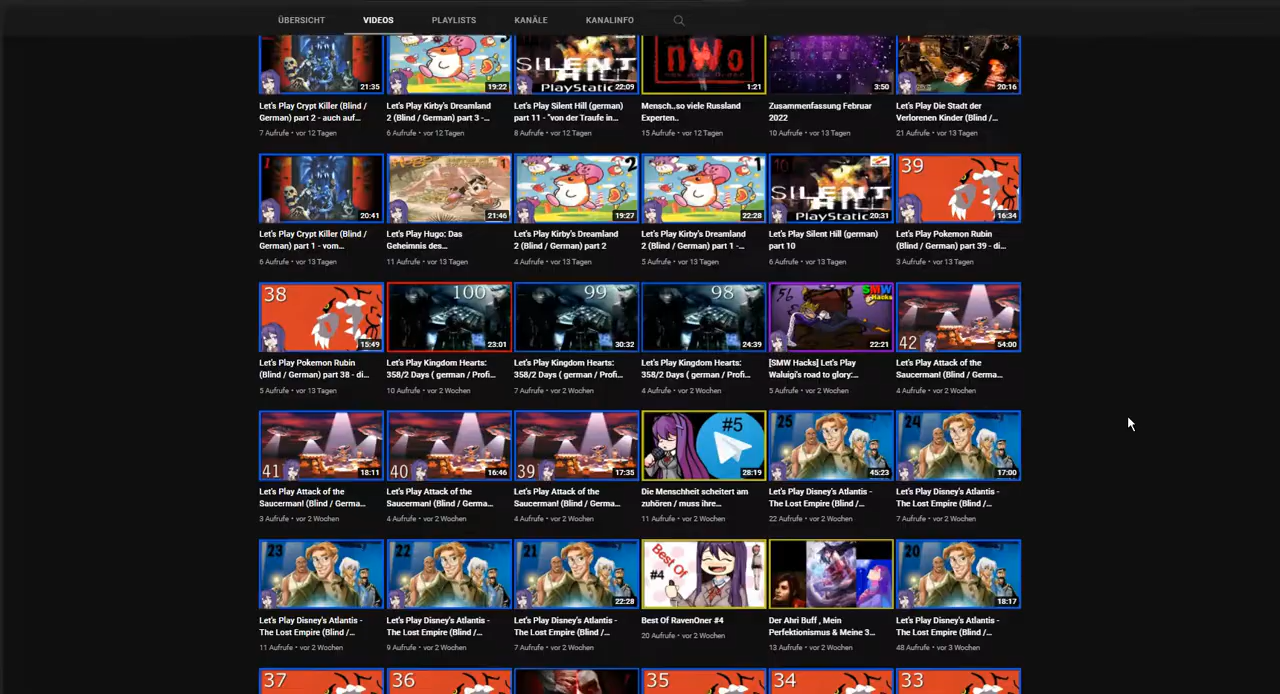 ÜBERSICHT VIDEOS PLAYLISTS KANÄLE KANALINFO
21:35 19:22 SILENT HILL PlayStation 22:09 nWo 1:21 3:50 20:16
Let's Play Crypt Killer (Blind / Let's Play Kirby's Dreamland Let's Play Silent Hill (german) Mensch..so viele Russland Zusammenfassung Februar Let's Play Die Stadt der
German) part 2 - auch auf... 2 (Blind / German) part 3 -... part 11 - "von der Traufe in... Experten.. 2022 Verlorenen Kinder (Blind /...
7 Aufrufe • vor 12 Tagen 6 Aufrufe • vor 12 Tagen 8 Aufrufe • vor 12 Tagen 15 Aufrufe • vor 12 Tagen 10 Aufrufe • vor 13 Tagen 21 Aufrufe • vor 13 Tagen
1 20:41 1 21:46 2 19:27 1 22:28 10 SILENT HILL PlayStation 20:31 39 16:34
Let's Play Crypt Killer (Blind / Let's Play Hugo: Das Let's Play Kirby's Dreamland Let's Play Kirby's Dreamland Let's Play Silent Hill (german) Let's Play Pokemon Rubin
German) part 1 - vom... Geheimnis des... 2 (Blind / German) part 2 2 (Blind / German) part 1 -... part 10 (Blind / German) part 39 - di...
6 Aufrufe • vor 13 Tagen 11 Aufrufe • vor 13 Tagen 4 Aufrufe • vor 13 Tagen 5 Aufrufe • vor 13 Tagen 6 Aufrufe • vor 13 Tagen 3 Aufrufe • vor 13 Tagen
38 15:49 100 23:01 99 30:32 98 24:39 56 SMW Hacks 22:21 42 54:00
Let's Play Pokemon Rubin Let's Play Kingdom Hearts: Let's Play Kingdom Hearts: Let's Play Kingdom Hearts: [SMW Hacks] Let's Play Let's Play Attack of the
(Blind / German) part 38 - di... 358/2 Days ( german / Profi... 358/2 Days ( german / Profi... 358/2 Days ( german / Profi... Waluigi's road to glory:... Saucerman! (Blind / Germa...
5 Aufrufe • vor 13 Tagen 10 Aufrufe • vor 2 Wochen 7 Aufrufe • vor 2 Wochen 4 Aufrufe • vor 2 Wochen 5 Aufrufe • vor 2 Wochen 4 Aufrufe • vor 2 Wochen
41 18:11 40 16:46 39 17:35 #5 28:19 25 45:23 24 17:00
Let's Play Attack of the Let's Play Attack of the Let's Play Attack of the Die Menschheit scheitert am Let's Play Disney's Atlantis - Let's Play Disney's Atlantis -
Saucerman! (Blind / Germa... Saucerman! (Blind / Germa... Saucerman! (Blind / Germa... zuhören / muss ihre... The Lost Empire (Blind /... The Lost Empire (Blind /...
3 Aufrufe • vor 2 Wochen 4 Aufrufe • vor 2 Wochen 4 Aufrufe • vor 2 Wochen 11 Aufrufe • vor 2 Wochen 22 Aufrufe • vor 2 Wochen 7 Aufrufe • vor 2 Wochen
23 22 21 22:28 Best Of #4 20 18:17
Let's Play Disney's Atlantis - Let's Play Disney's Atlantis - Let's Play Disney's Atlantis - Best Of RavenOner #4 Der Ahri Buff , Mein Let's Play Disney's Atlantis -
The Lost Empire (Blind /... The Lost Empire (Blind /... The Lost Empire (Blind /... Perfektionismus & Meine 3... The Lost Empire (Blind /...
11 Aufrufe • vor 2 Wochen 9 Aufrufe • vor 2 Wochen 7 Aufrufe • vor 2 Wochen 20 Aufrufe • vor 2 Wochen 13 Aufrufe • vor 2 Wochen 48 Aufrufe • vor 3 Wochen
37 36 35 34 33